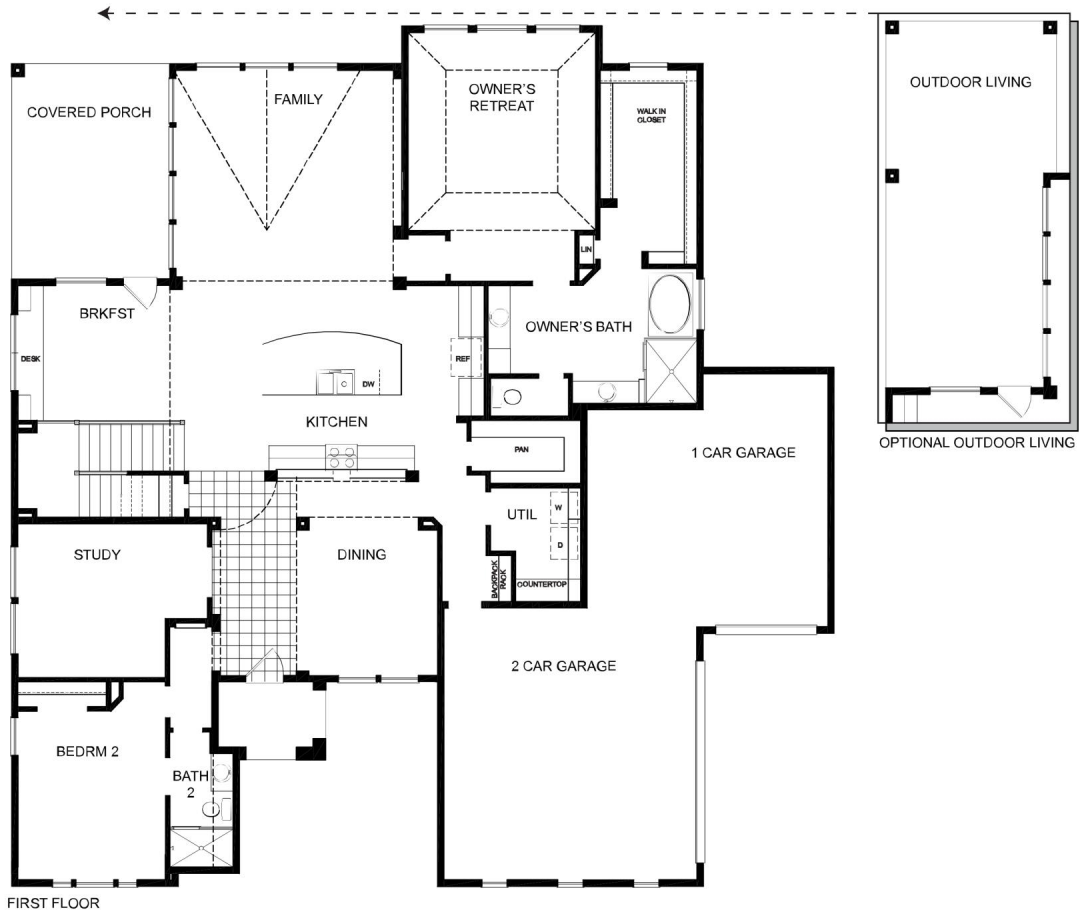 OUTDOOR LIVING
FAMILY
OWNER'S
RETREAT
COVERED PORCH
WALK IN
CLOSET
LIN
BRKFST
OWNER'S BATH
DESK
REF
DW
KITCHEN
OPTIONAL OUTDOOR LIVING
PAN
1 CAR GARAGE
UTIL
W
D
STUDY
DINING
BACKPACK
RACK
COUNTERTOP
2 CAR GARAGE
BEDRM 2
BATH
2
FIRST FLOOR